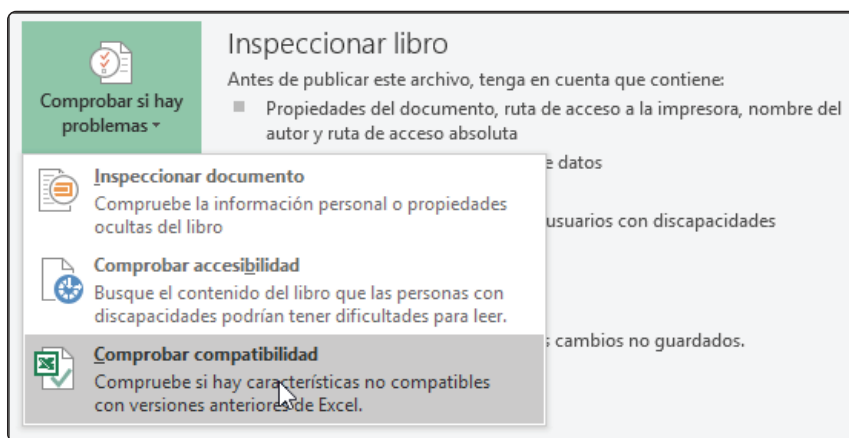 Inspeccionar libro
Antes de publicar este archivo, tenga en cuenta que contiene:
Propiedades del documento, ruta de acceso a la impresora, nombre del
autor y ruta de acceso absoluta
Comprobar si hay
problemas
e datos
usuarios con discapacidades
s cambios no guardados.
Inspeccionar documento
Compruebe la información personal o propiedades
ocultas del libro
Comprobar accesibilidad
Busque el contenido del libro que las personas con
discapacidades podrían tener dificultades para leer.
Comprobar compatibilidad
Compruebe si hay características no compatibles
con versiones anteriores de Excel.